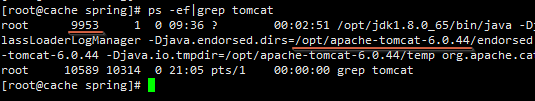 [root@cache spring]# ps -ef|grep tomcat
root 9953 1 0 09:36 ? 00:02:51 /opt/jdk1.8.0_65/bin/java -D
lassLoaderLogManager -Djava.endorsed.dirs=/opt/apache-tomcat-6.0.44/endorsed
-tomcat-6.0.44 -Djava.io.tmpdir=/opt/apache-tomcat-6.0.44/temp org.apache.cat
root 10589 10314 0 21:05 pts/1 00:00:00 grep tomcat
[root@cache spring]#